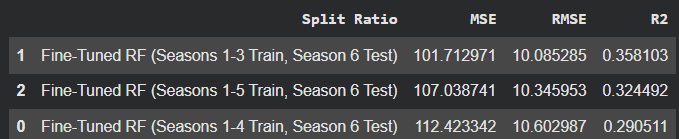 Split Ratio MSE RMSE R2
1 Fine-Tuned RF (Seasons 1-3 Train, Season 6 Test) 101.712971 10.085285 0.358103
2 Fine-Tuned RF (Seasons 1-5 Train, Season 6 Test) 107.038741 10.345953 0.324492
0 Fine-Tuned RF (Seasons 1-4 Train, Season 6 Test) 112.423342 10.602987 0.290511